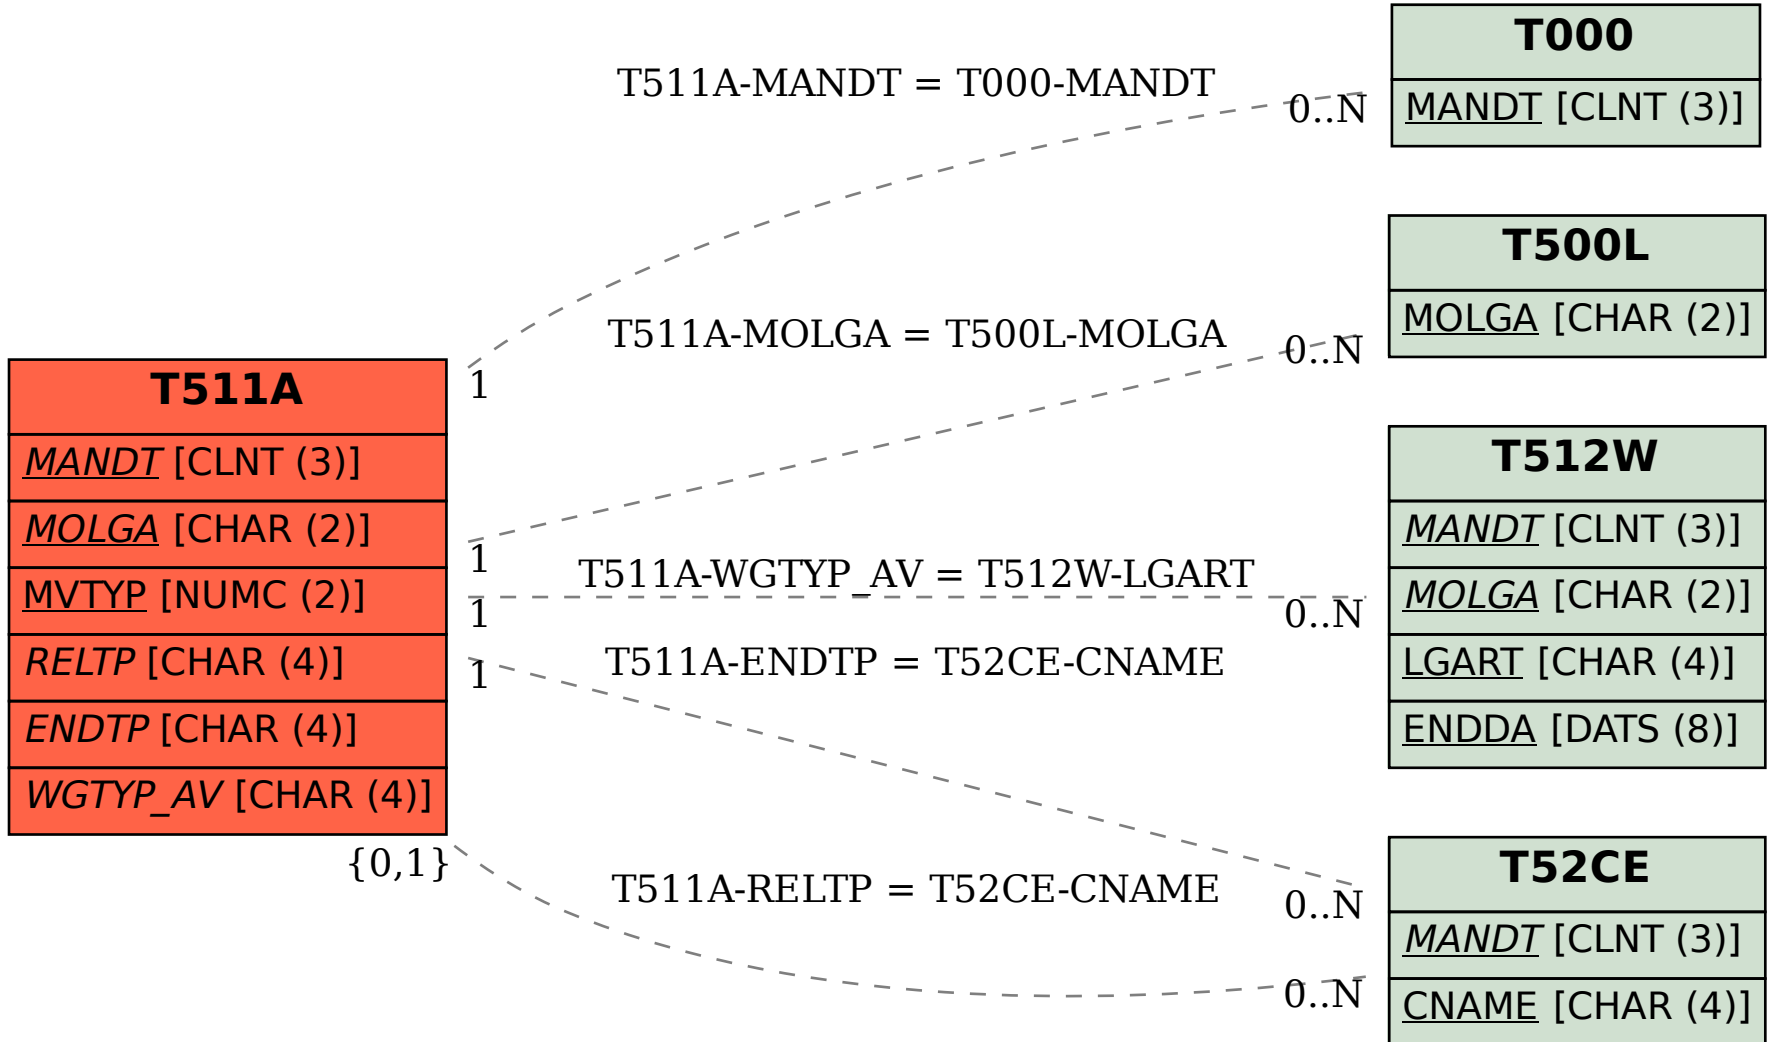 T000
MANDT [CLNT (3)]
T511A-MANDT = T000-MANDT
0..N
1
T500L
MOLGA [CHAR (2)]
T511A-MOLGA = T500L-MOLGA
0..N
1
T511A
MANDT [CLNT (3)]
MOLGA [CHAR (2)]
MVTYP [NUMC (2)]
RELTP [CHAR (4)]
ENDTP [CHAR (4)]
WGTYP_AV [CHAR (4)]
T511A-WGTYP_AV = T512W-LGART
1
0..N
T512W
MANDT [CLNT (3)]
MOLGA [CHAR (2)]
LGART [CHAR (4)]
ENDDA [DATS (8)]
T511A-ENDTP = T52CE-CNAME
1
0..N
{0,1}
T511A-RELTP = T52CE-CNAME
0..N
T52CE
MANDT [CLNT (3)]
CNAME [CHAR (4)]